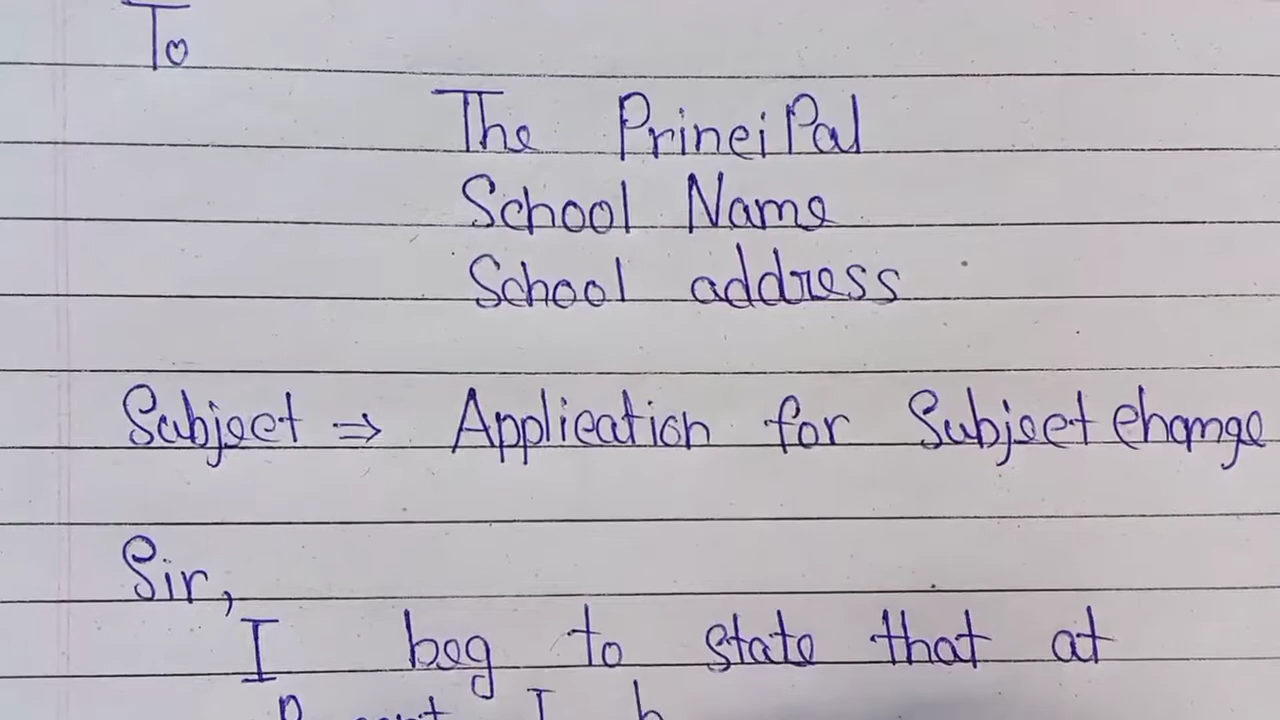 To
The Principal
School Name
School address
Subject ⇒ Application for Subject change
Sir,
I beg to state that at
I